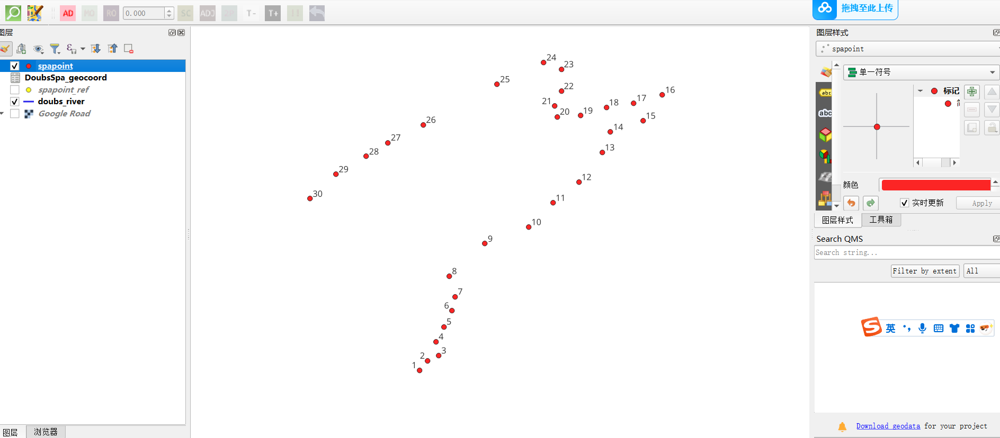 AD MO RO 0.000 SC ADJ 2P T- T+ !!
拖拽至此上传
图层
spapoint
DoubsSpa_geocoord
spapoint_ref
doubs_river
Google Road
图层 浏览器
24
23
25
22
16
17
21
18
20
19
15
26
14
27
13
28
29
12
30
11
10
9
8
7
6
5
4
3
2
1
图层样式
spapoint
单一符号
abc
abc
标记
颜色
实时更新 Apply
图层样式 工具箱
Search QMS
Search string...
Filter by extent All
S 英
Download geodata for your project